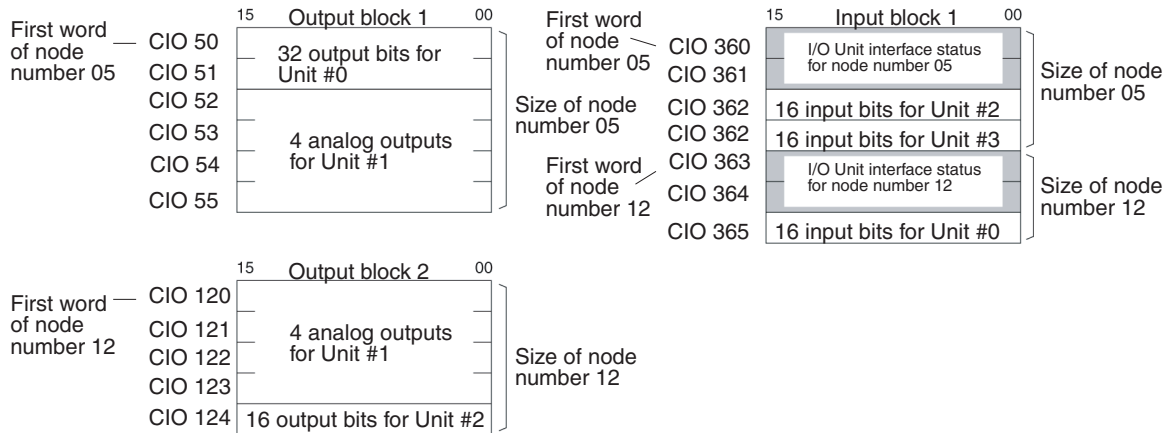 15 Output block 1 00
First word
of node
number 05
CIO 50
CIO 51
CIO 52
CIO 53
CIO 54
CIO 55
32 output bits for
Unit #0
4 analog outputs
for Unit #1
Size of node
number 05
15 Input block 1 00
First word
of node
number 05
CIO 360
CIO 361
CIO 362
CIO 362
First word
of node
number 12
CIO 363
CIO 364
CIO 365
I/O Unit interface status
for node number 05
16 input bits for Unit #2
16 input bits for Unit #3
I/O Unit interface status
for node number 12
16 input bits for Unit #0
Size of node
number 05
Size of node
number 12
15 Output block 2 00
First word
of node
number 12
CIO 120
CIO 121
CIO 122
CIO 123
CIO 124
4 analog outputs
for Unit #1
16 output bits for Unit #2
Size of node
number 12